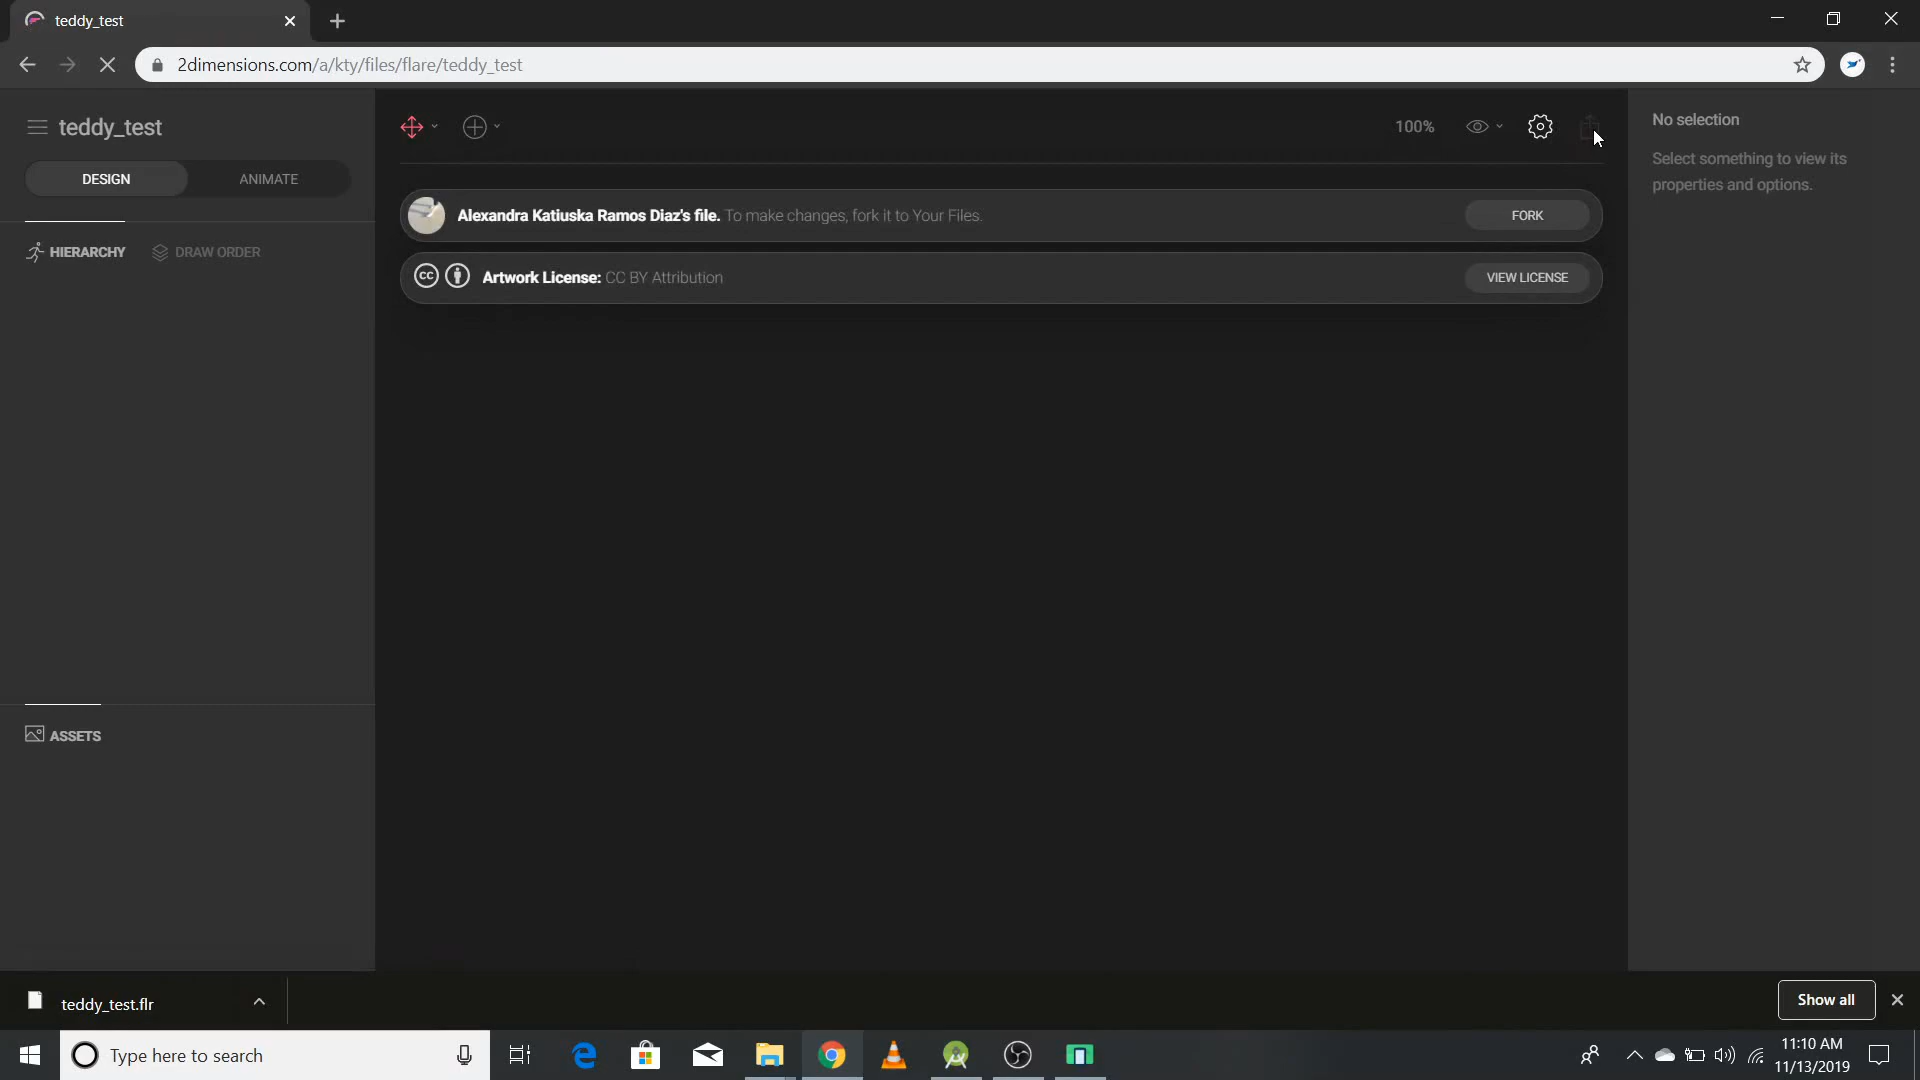 teddy_test
2dimensions.com/a/kty/files/flare/teddy_test
teddy_test
100%
No selection
Select something to view its
properties and options.
DESIGN
ANIMATE
Alexandra Katiuska Ramos Diaz's file. To make changes, fork it to Your Files.
FORK
HIERARCHY
DRAW ORDER
cc
Artwork License: CC BY Attribution
VIEW LICENSE
ASSETS
teddy_test.flr
Show all
Type here to search
11:10 AM
11/13/2019